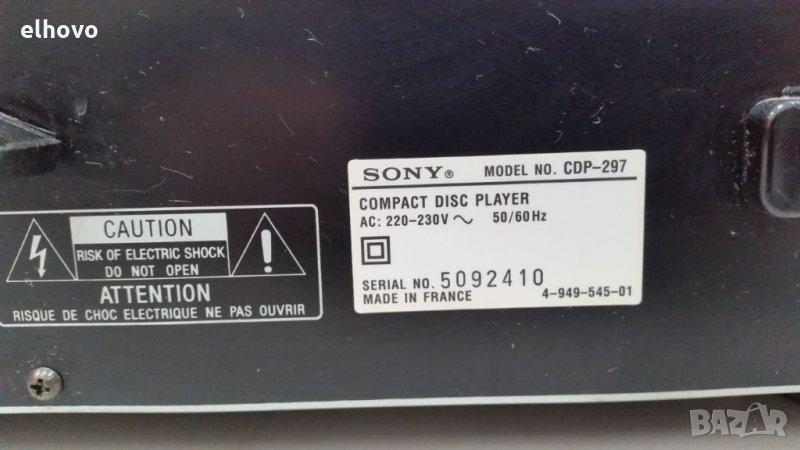 elhovo
SONY® MODEL NO. CDP-297
COMPACT DISC PLAYER
AC: 220-230V ~ 50/60Hz
SERIAL NO. 5092410
MADE IN FRANCE 4-949-545-01
CAUTION
RISK OF ELECTRIC SHOCK
DO NOT OPEN
ATTENTION
RISQUE DE CHOC ELECTRIQUE NE PAS OUVRIR
BAZAR